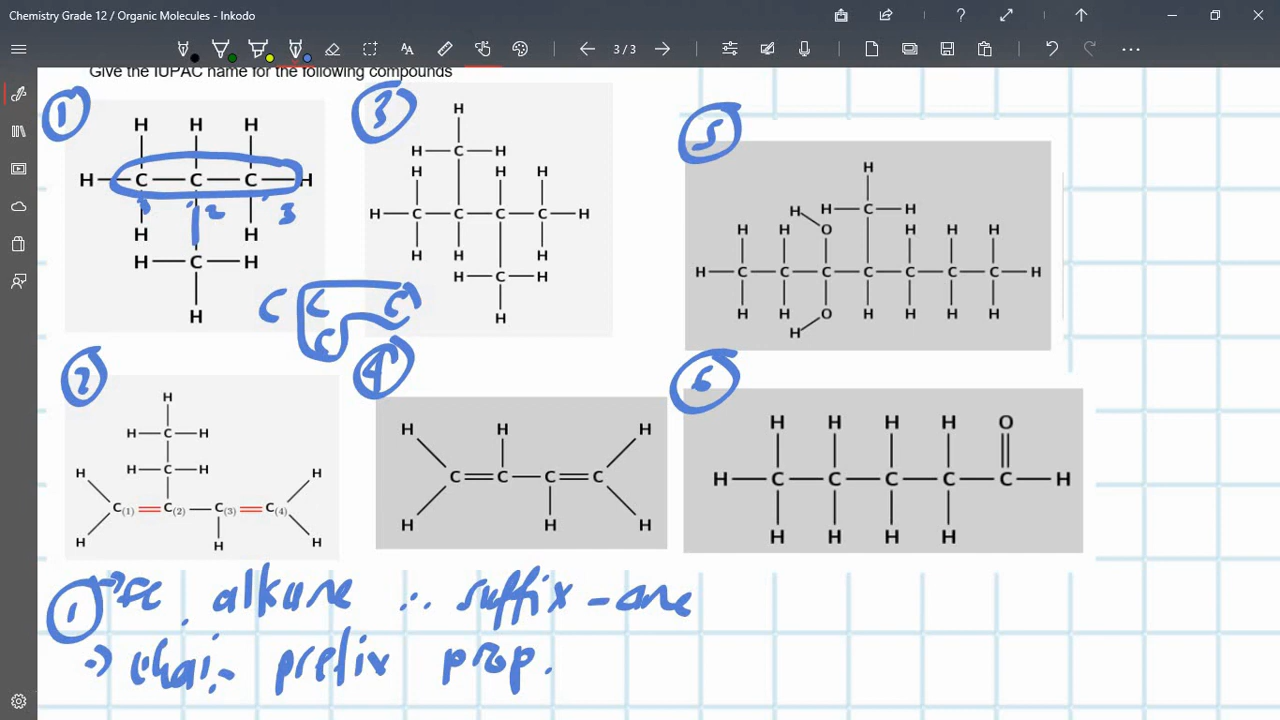 Chemistry Grade 12 / Organic Molecules - Inkodo
3 / 3
Give the IUPAC name for the following compounds
1
H H H
H C C C H
1 2 3
H H
H C H
H
3
H
H C H
H H H
H C C C C H
H H H
H C H
H
5
H
H H C H
H H O H H H
H C C C C C C C H
H H O H H H H
H
C C C
C
2
H
H C H
H C H
H H
C(1) C(2) C(3) C(4)
H H H
4
H H H
C C C C
H H H
6
H H H H O
H C C C C C H
H H H H
1 → alkane ∴ suffix -ane
→ chain prefix prop.